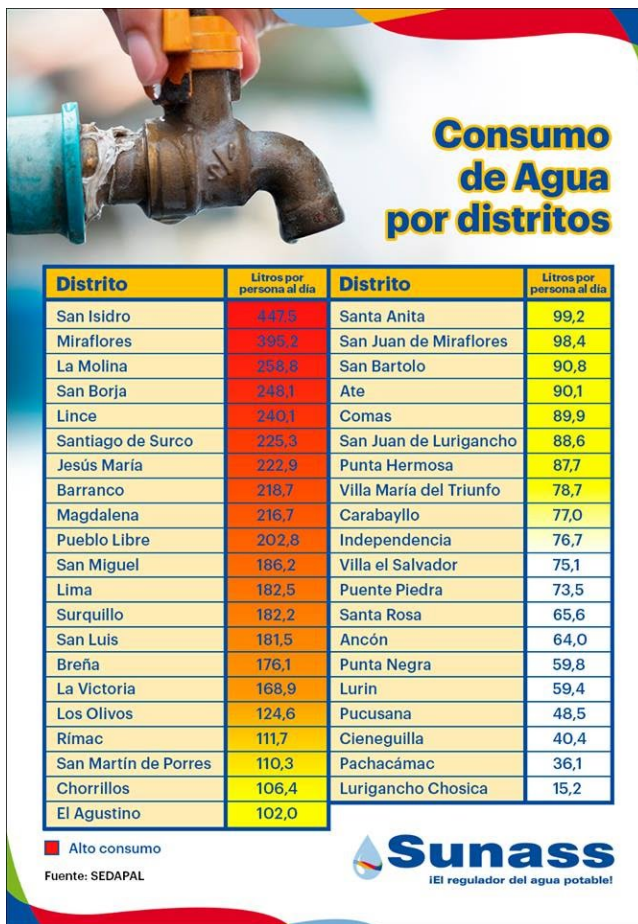 Consumo
de Agua
por distritos
Distrito
Litros por
persona al día
San Isidro 447,5
Miraflores 395,2
La Molina 258,8
San Borja 248,1
Lince 240,1
Santiago de Surco 225,3
Jesús María 222,9
Barranco 218,7
Magdalena 216,7
Pueblo Libre 202,8
San Miguel 186,2
Lima 182,5
Surquillo 182,2
San Luis 181,5
Breña 176,1
La Victoria 168,9
Los Olivos 124,6
Rímac 111,7
San Martín de Porres 110,3
Chorrillos 106,4
El Agustino 102,0
Distrito
Litros por
persona al día
Santa Anita 99,2
San Juan de Miraflores 98,4
San Bartolo 90,8
Ate 90,1
Comas 89,9
San Juan de Lurigancho 88,6
Punta Hermosa 87,7
Villa María del Triunfo 78,7
Carabayllo 77,0
Independencia 76,7
Villa el Salvador 75,1
Puente Piedra 73,5
Santa Rosa 65,6
Ancón 64,0
Punta Negra 59,8
Lurin 59,4
Pucusana 48,5
Cieneguilla 40,4
Pachacámac 36,1
Lurigancho Chosica 15,2
Alto consumo
Fuente: SEDAPAL
Sunass
¡El regulador del agua potable!